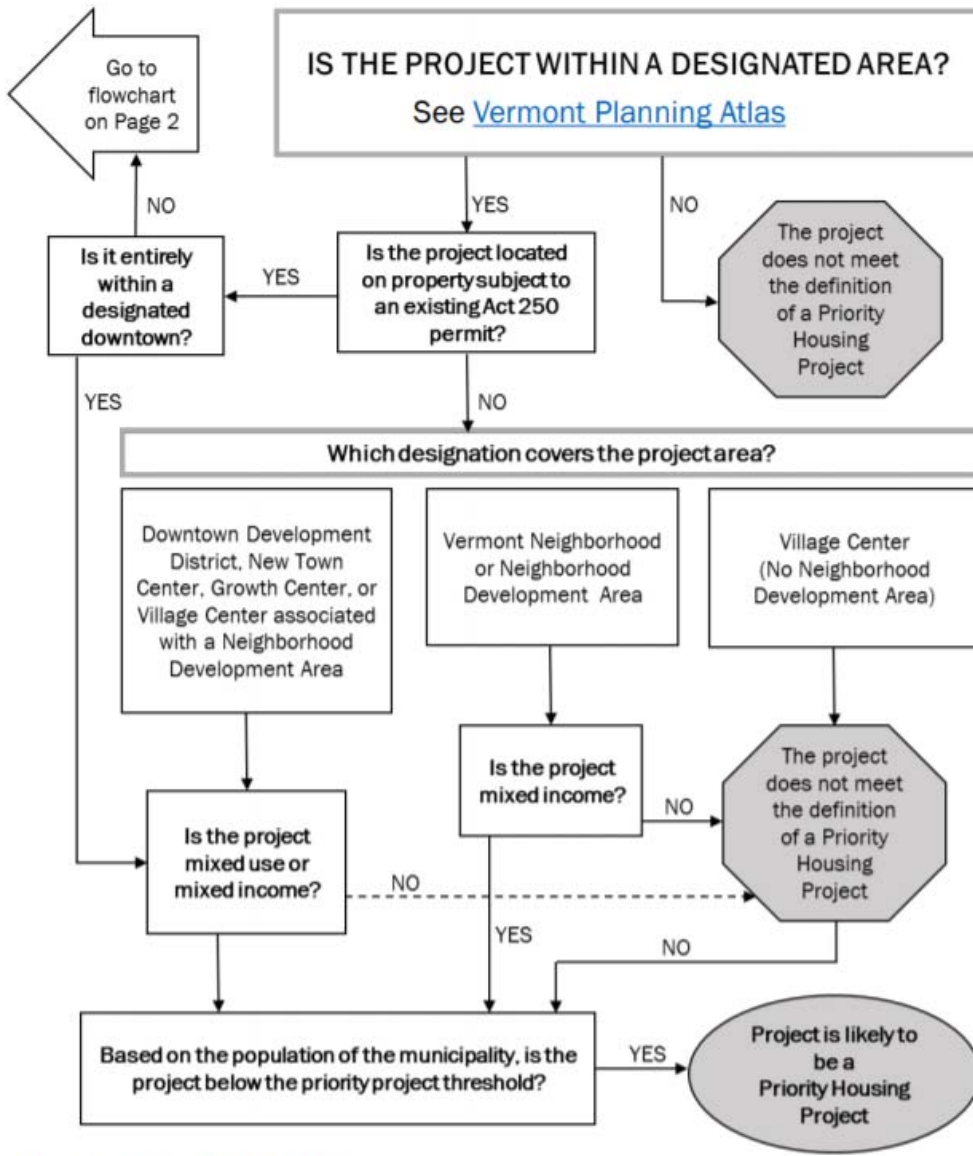 Go to
flowchart
on Page 2
IS THE PROJECT WITHIN A DESIGNATED AREA?
See Vermont Planning Atlas
NO
YES
NO
Is it entirely
within a
designated
downtown?
YES
Is the project located
on property subject to
an existing Act 250
permit?
The project
does not meet
the definition
of a Priority
Housing
Project
YES
NO
Which designation covers the project area?
Downtown Development
District, New Town
Center, Growth Center, or
Village Center associated
with a Neighborhood
Development Area
Vermont Neighborhood
or Neighborhood
Development Area
Village Center
(No Neighborhood
Development Area)
Is the project
mixed income?
NO
The project
does not meet
the definition
of a Priority
Housing
Project
Is the project
mixed use or
mixed income?
NO
YES
NO
Based on the population of the municipality, is the
project below the priority project threshold?
YES
Project is likely to
be a
Priority Housing
Project